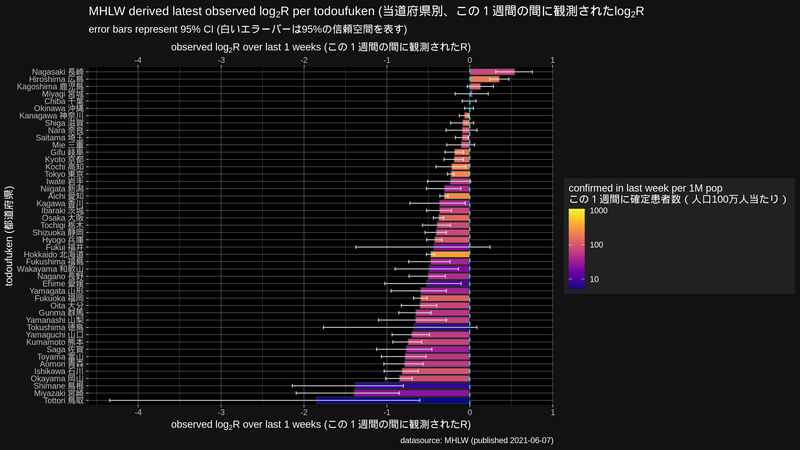 MHLW derived latest observed log2R per todoufuken (当道府県別、この１週間の間に観測されたlog2R
error bars represent 95% CI (白いエラーバーは95%の信頼空間を表す)
observed log2R over last 1 weeks (この１週間の間に観測されたR)
-4 -3 -2 -1 0 1
todoufuken (都道府県)
Nagasaki 長崎
Hiroshima 広島
Kagoshima 鹿児島
Miyagi 宮城
Chiba 千葉
Okinawa 沖縄
Kanagawa 神奈川
Shiga 滋賀
Nara 奈良
Saitama 埼玉
Mie 三重
Gifu 岐阜
Kyoto 京都
Kochi 高知
Tokyo 東京
Iwate 岩手
Niigata 新潟
Aichi 愛知
Kagawa 香川
Ibaraki 茨城
Osaka 大阪
Tochigi 栃木
Shizuoka 静岡
Hyogo 兵庫
Fukui 福井
Hokkaido 北海道
Fukushima 福島
Wakayama 和歌山
Nagano 長野
Ehime 愛媛
Yamagata 山形
Fukuoka 福岡
Oita 大分
Gunma 群馬
Yamanashi 山梨
Tokushima 徳島
Yamaguchi 山口
Kumamoto 熊本
Saga 佐賀
Toyama 富山
Aomori 青森
Ishikawa 石川
Okayama 岡山
Shimane 島根
Miyazaki 宮崎
Tottori 鳥取
-4 -3 -2 -1 0 1
observed log2R over last 1 weeks (この１週間の間に観測されたR)
confirmed in last week per 1M pop
この１週間に確定患者数（人口100万人当たり）
1000
100
10
datasource: MHLW (published 2021-06-07)